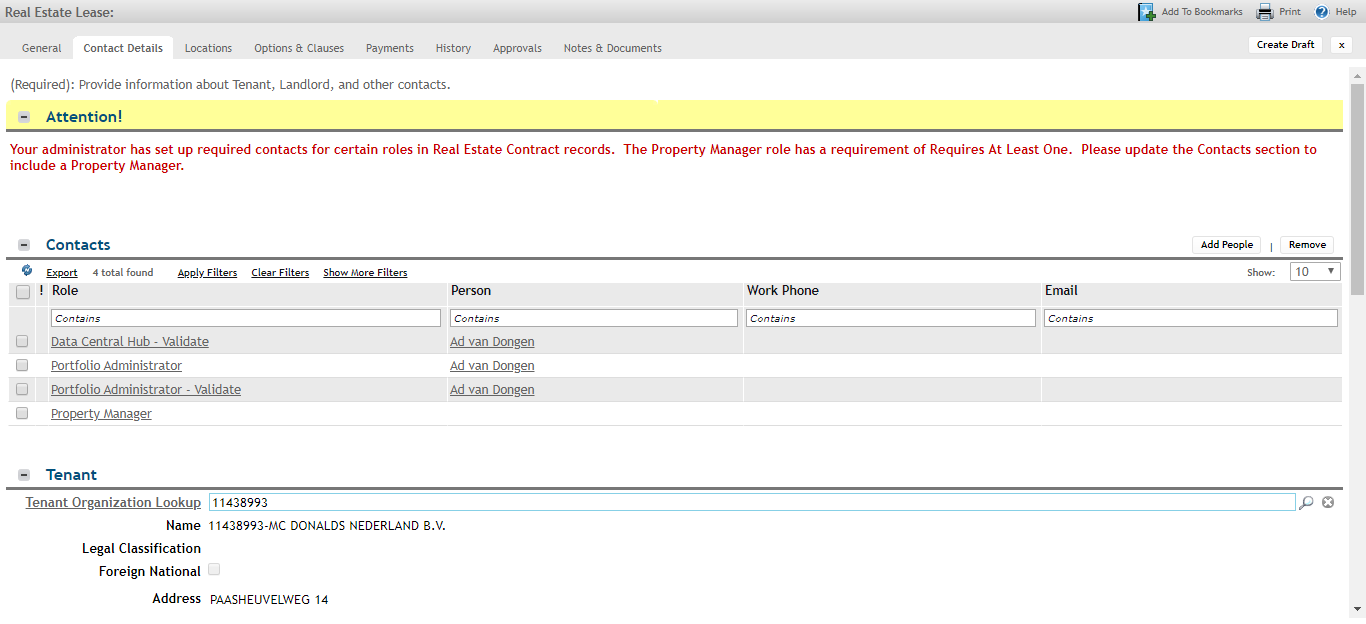 Real Estate Lease:
Add To Bookmarks Print ? Help
General Contact Details Locations Options & Clauses Payments History Approvals Notes & Documents Create Draft x
(Required): Provide information about Tenant, Landlord, and other contacts.
Attention!
Your administrator has set up required contacts for certain roles in Real Estate Contract records. The Property Manager role has a requirement of Requires At Least One. Please update the Contacts section to
include a Property Manager.
Contacts Add People | Remove
Export 4 total found Apply Filters Clear Filters Show More Filters Show: 10
! Role Person Work Phone Email
Contains Contains Contains Contains
Data Central Hub - Validate Ad van Dongen
Portfolio Administrator Ad van Dongen
Portfolio Administrator - Validate Ad van Dongen
Property Manager
Tenant
Tenant Organization Lookup 11438993
Name 11438993-MC DONALDS NEDERLAND B.V.
Legal Classification
Foreign National
Address PAASHEUVELWEG 14